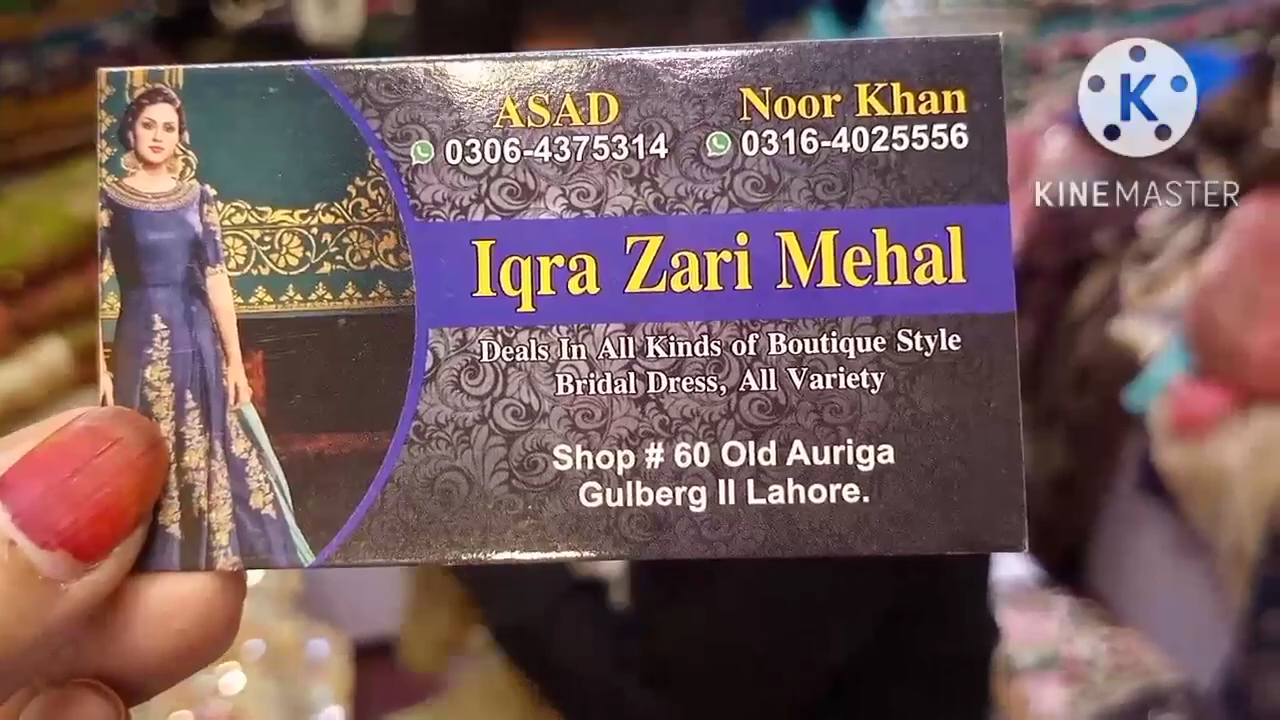 ASAD
0306-4375314
Noor Khan
0316-4025556
Iqra Zari Mehal
Deals In All Kinds of Boutique Style
Bridal Dress, All Variety
Shop # 60 Old Auriga
Gulberg II Lahore.
K
KINEMASTER